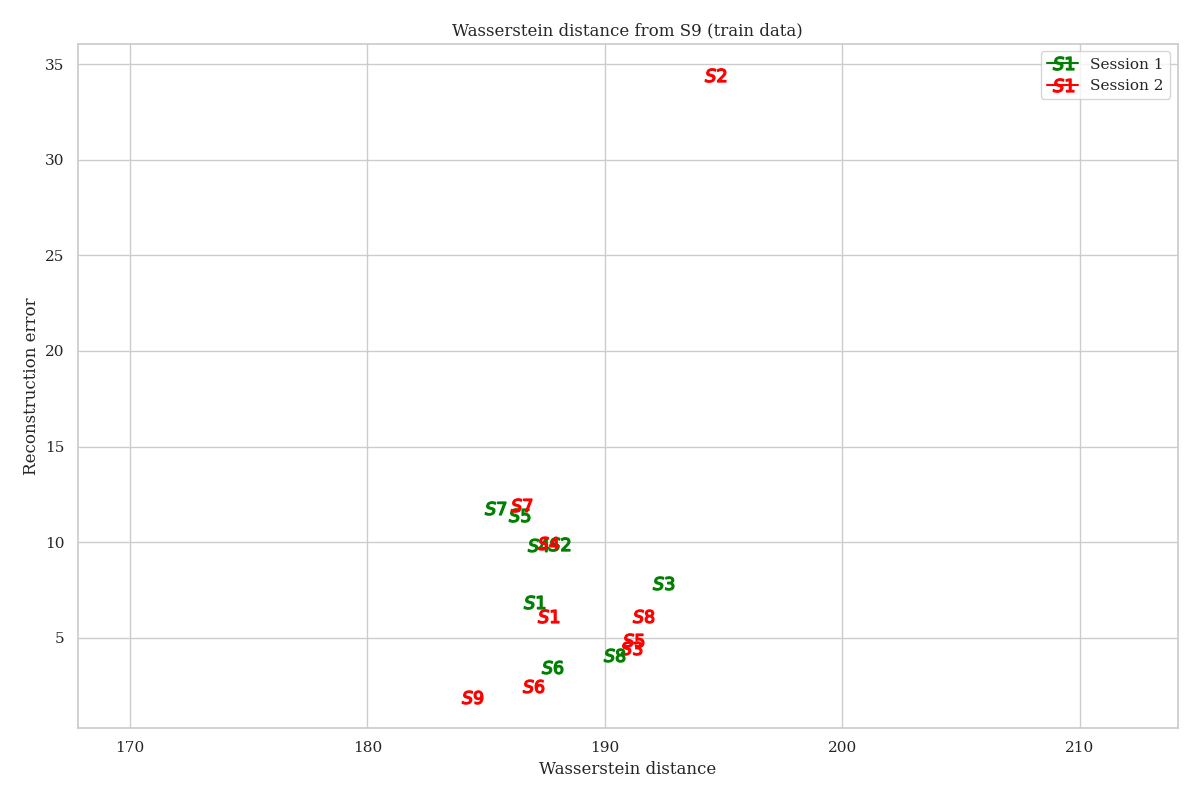 Wasserstein distance from S9 (train data)
S1 Session 1
S1 Session 2
35
30
25
20
15
10
5
Reconstruction error
S2
S7
S7
S5
S4
S4
S2
S3
S1
S1
S8
S5
S3
S8
S6
S6
S9
170 180 190 200 210
Wasserstein distance